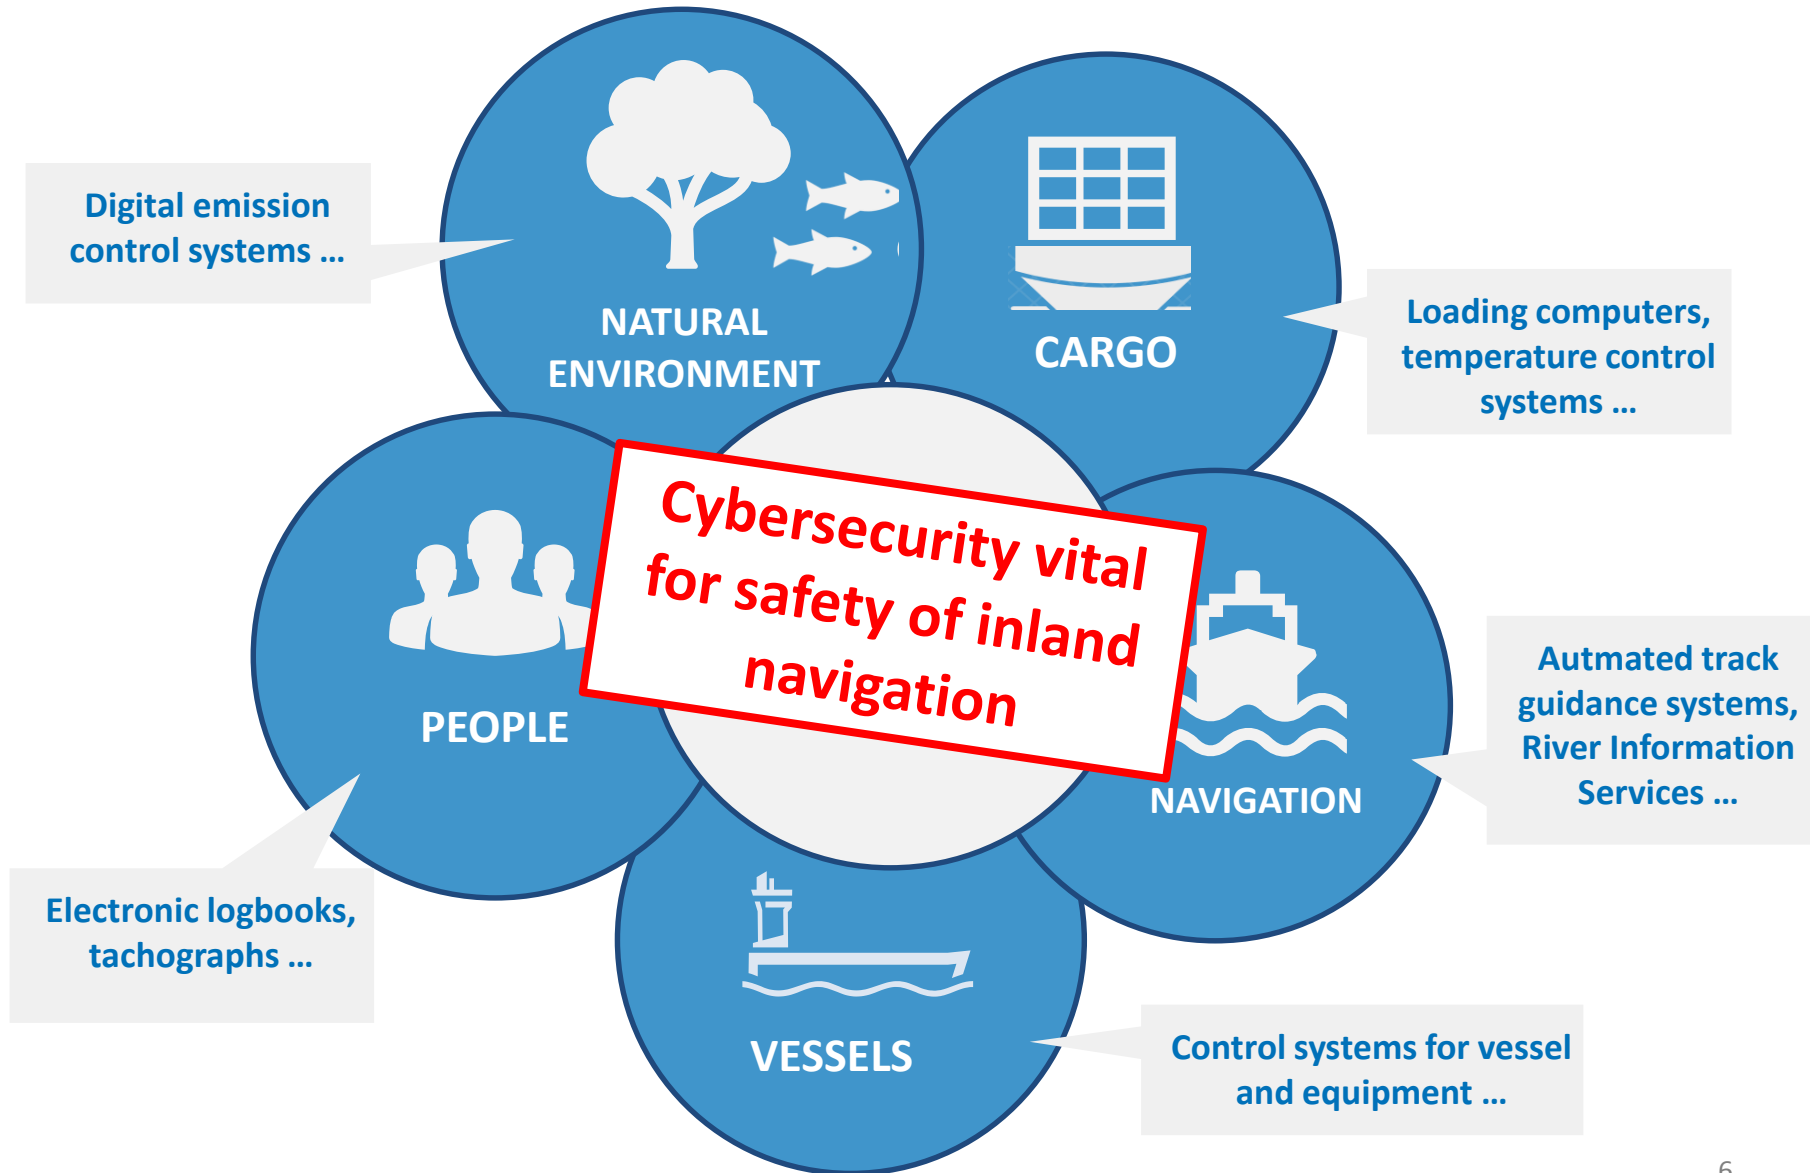 Digital emission
control systems …
NATURAL
ENVIRONMENT
CARGO
Loading computers,
temperature control
systems …
Cybersecurity vital
for safety of inland
navigation
PEOPLE
NAVIGATION
Autmated track
guidance systems,
River Information
Services …
Electronic logbooks,
tachographs …
VESSELS
Control systems for vessel
and equipment …
6